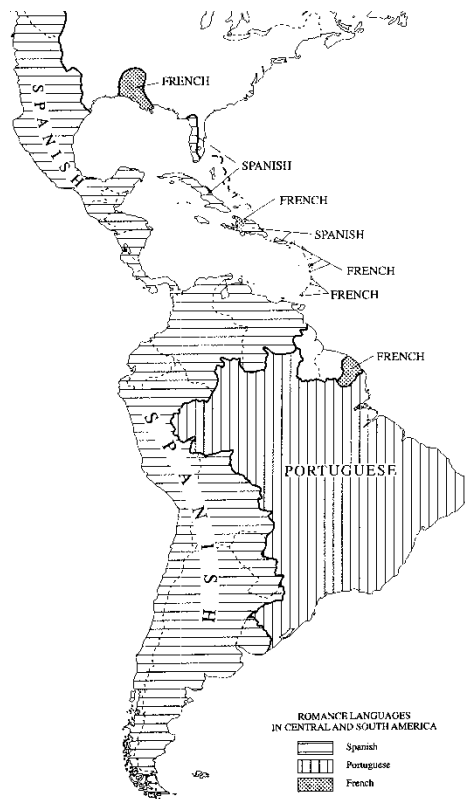 FRENCH
SPANISH
SPANISH
FRENCH
SPANISH
FRENCH
FRENCH
FRENCH
PORTUGUESE
SPANISH
ROMANCE LANGUAGES
IN CENTRAL AND SOUTH AMERICA
Spanish
Portuguese
French